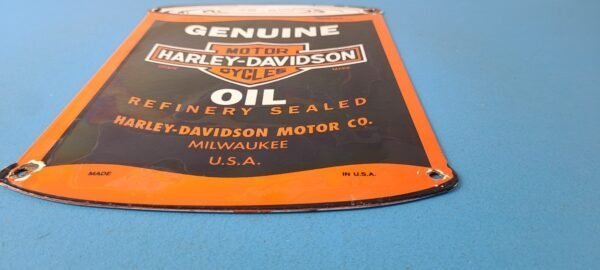 GENUINE
MOTOR
HARLEY-DAVIDSON
CYCLES
OIL
REFINERY SEALED
HARLEY-DAVIDSON MOTOR CO.
MILWAUKEE
U.S.A.
MADE IN U.S.A.